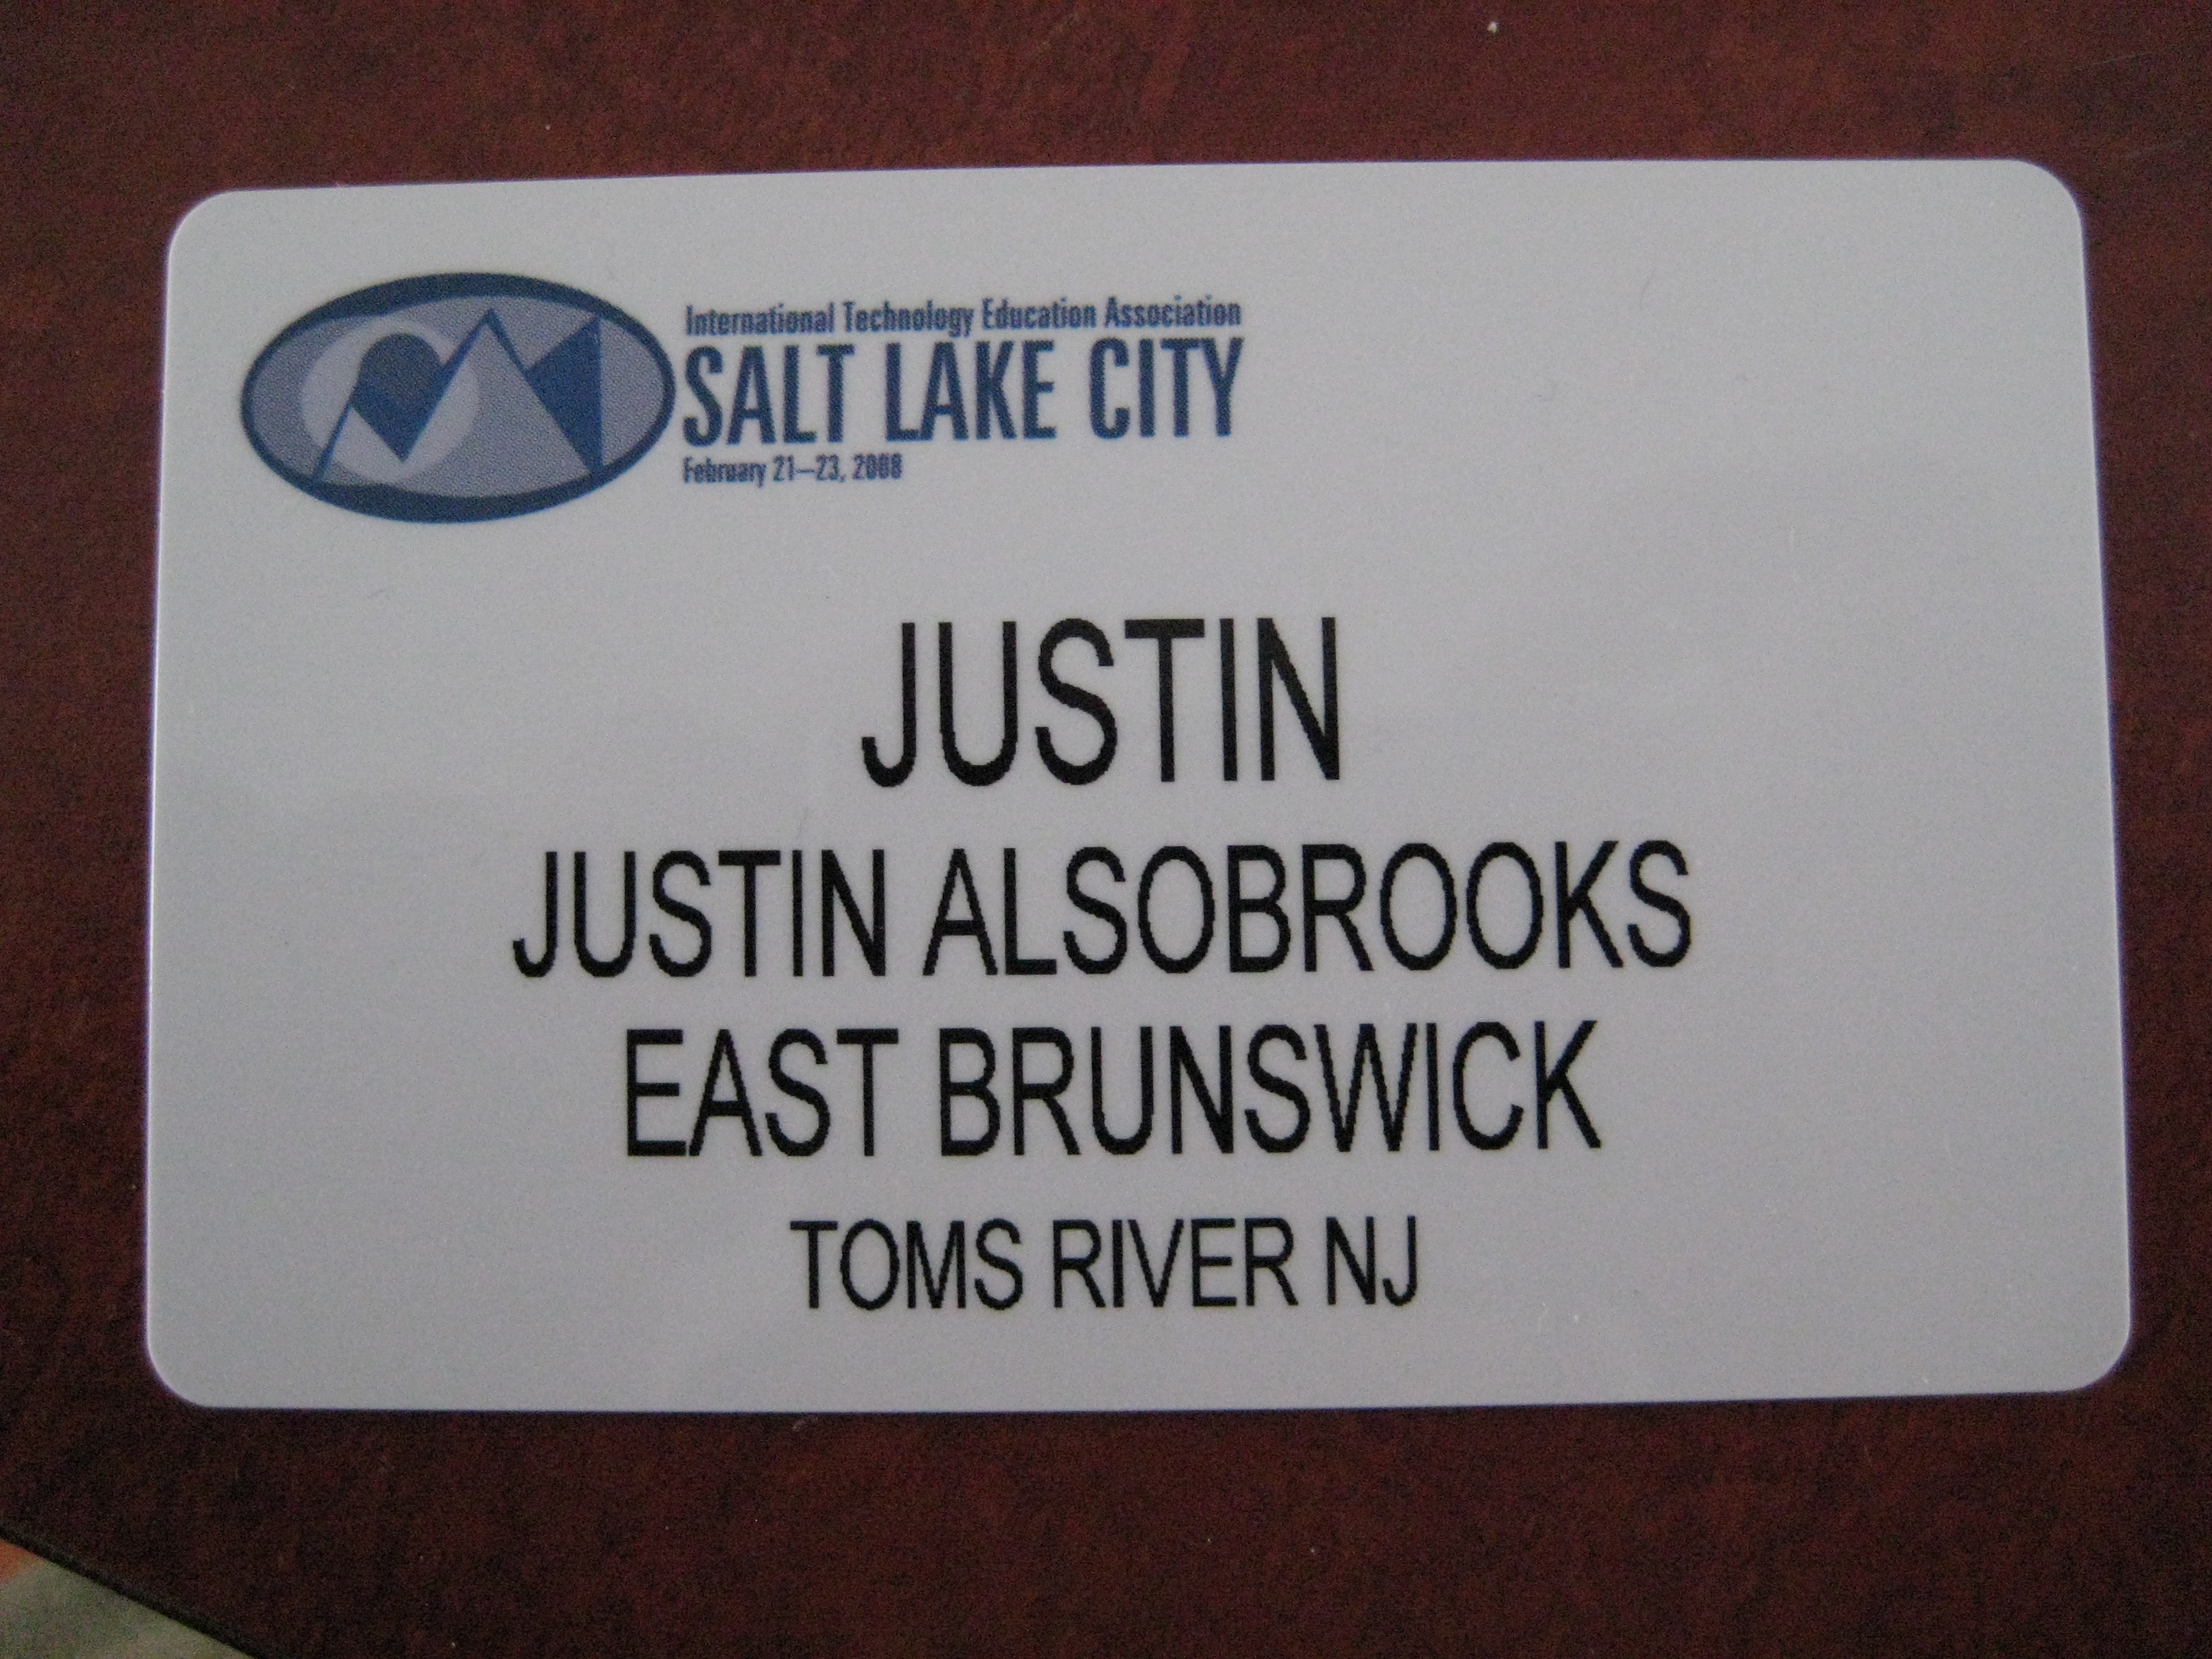 International Technology Education Association
SALT LAKE CITY
February 21–23, 2008
JUSTIN
JUSTIN ALSOBROOKS
EAST BRUNSWICK
TOMS RIVER NJ